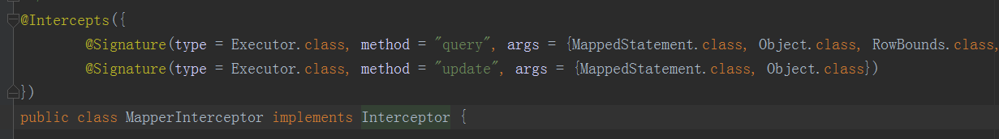 @Intercepts({
@Signature(type = Executor.class, method = "query", args = {MappedStatement.class, Object.class, RowBounds.class,
@Signature(type = Executor.class, method = "update", args = {MappedStatement.class, Object.class})
})
public class MapperInterceptor implements Interceptor {